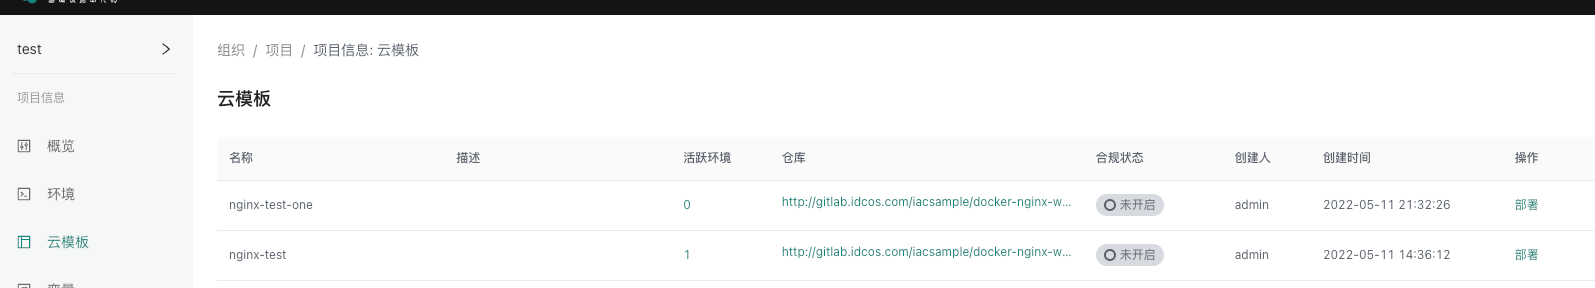 test
项目信息
概览
环境
云模板
组织 / 项目 / 项目信息: 云模板
云模板
名称 描述 活跃环境 仓库 合规状态 创建人 创建时间 操作
nginx-test-one 0 http://gitlab.idcos.com/iacsample/docker-nginx-w... 未开启 admin 2022-05-11 21:32:26 部署
nginx-test 1 http://gitlab.idcos.com/iacsample/docker-nginx-w... 未开启 admin 2022-05-11 14:36:12 部署